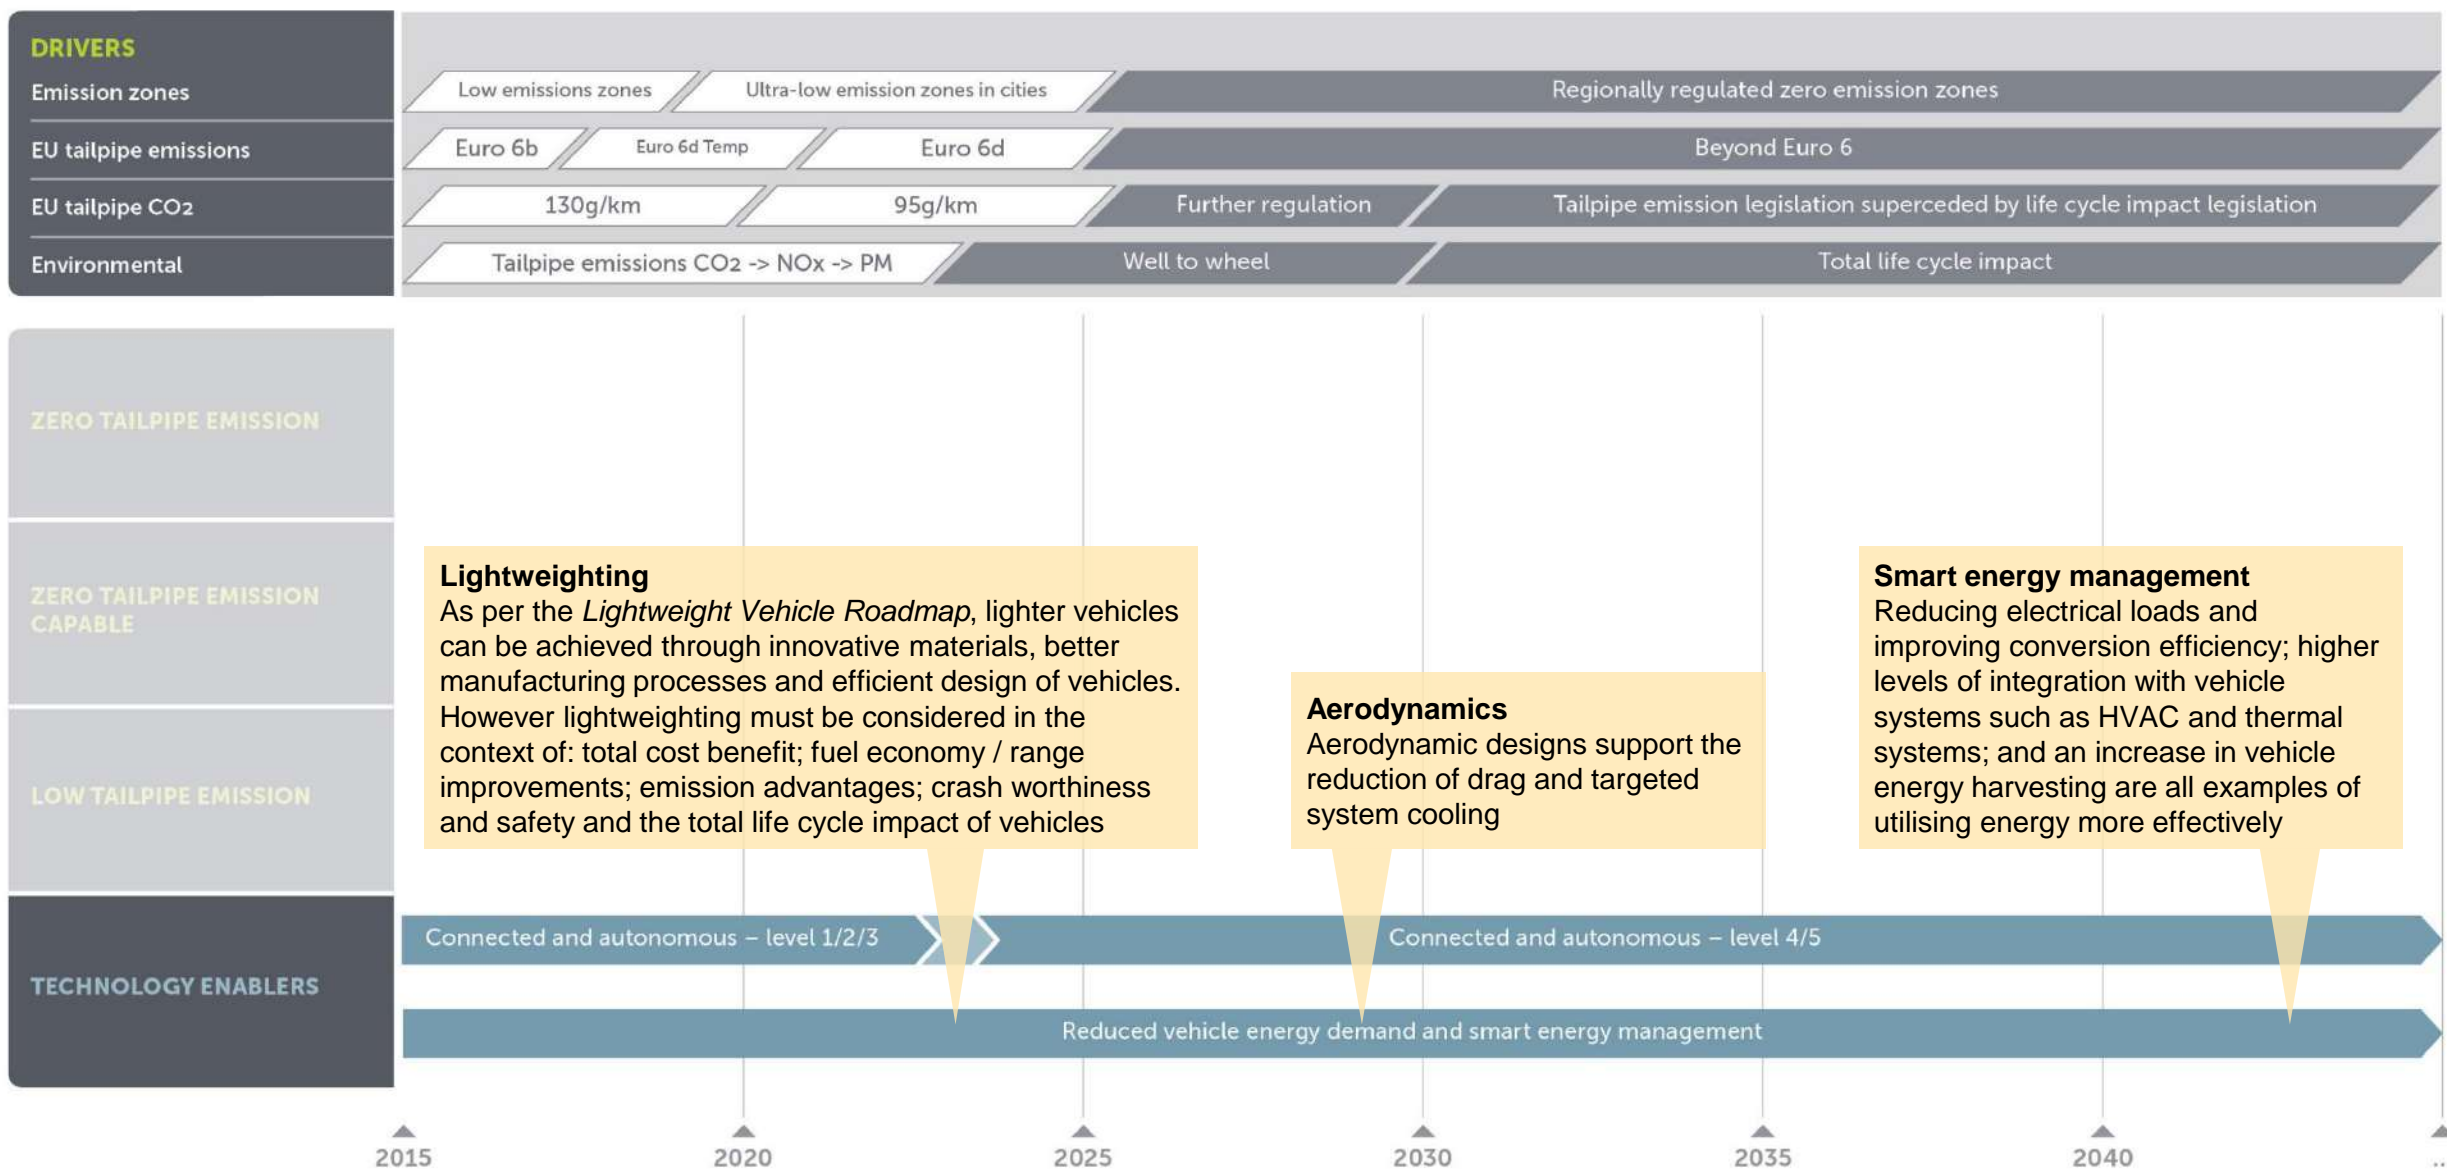 DRIVERS
Emission zones
Low emissions zones
Ultra-low emission zones in cities
Regionally regulated zero emission zones
EU tailpipe emissions
Euro 6b
Euro 6d Temp
Euro 6d
Beyond Euro 6
EU tailpipe CO2
130g/km
95g/km
Further regulation
Tailpipe emission legislation superceded by life cycle impact legislation
Environmental
Tailpipe emissions CO2 -> NOx -> PM
Well to wheel
Total life cycle impact
ZERO TAILPIPE EMISSION
ZERO TAILPIPE EMISSION
CAPABLE
LOW TAILPIPE EMISSION
Lightweighting
As per the Lightweight Vehicle Roadmap, lighter vehicles
can be achieved through innovative materials, better
manufacturing processes and efficient design of vehicles.
However lightweighting must be considered in the
context of: total cost benefit; fuel economy / range
improvements; emission advantages; crash worthiness
and safety and the total life cycle impact of vehicles
Aerodynamics
Aerodynamic designs support the
reduction of drag and targeted
system cooling
Smart energy management
Reducing electrical loads and
improving conversion efficiency; higher
levels of integration with vehicle
systems such as HVAC and thermal
systems; and an increase in vehicle
energy harvesting are all examples of
utilising energy more effectively
TECHNOLOGY ENABLERS
Connected and autonomous – level 1/2/3
Connected and autonomous – level 4/5
Reduced vehicle energy demand and smart energy management
2015
2020
2025
2030
2035
2040
..